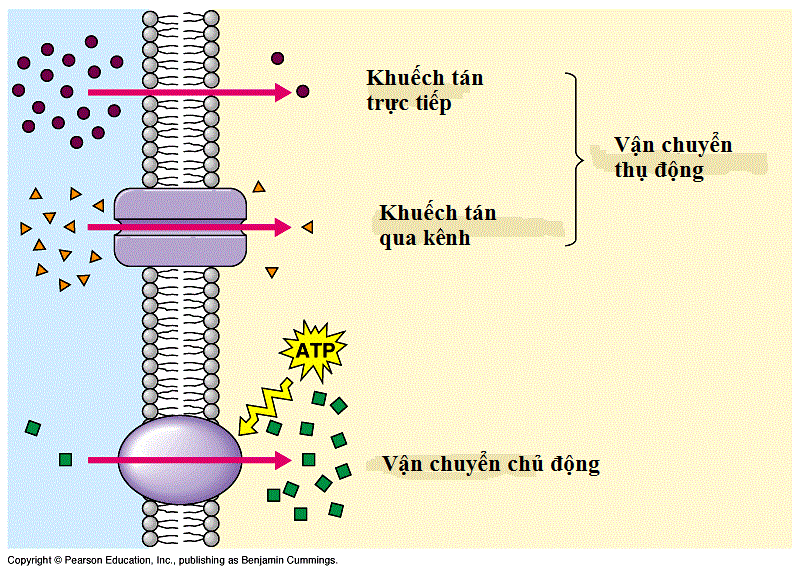 Khuếch tán
trực tiếp
Vận chuyển
thụ động
Khuếch tán
qua kênh
ATP
Vận chuyển chủ động
Copyright © Pearson Education, Inc., publishing as Benjamin Cummings.